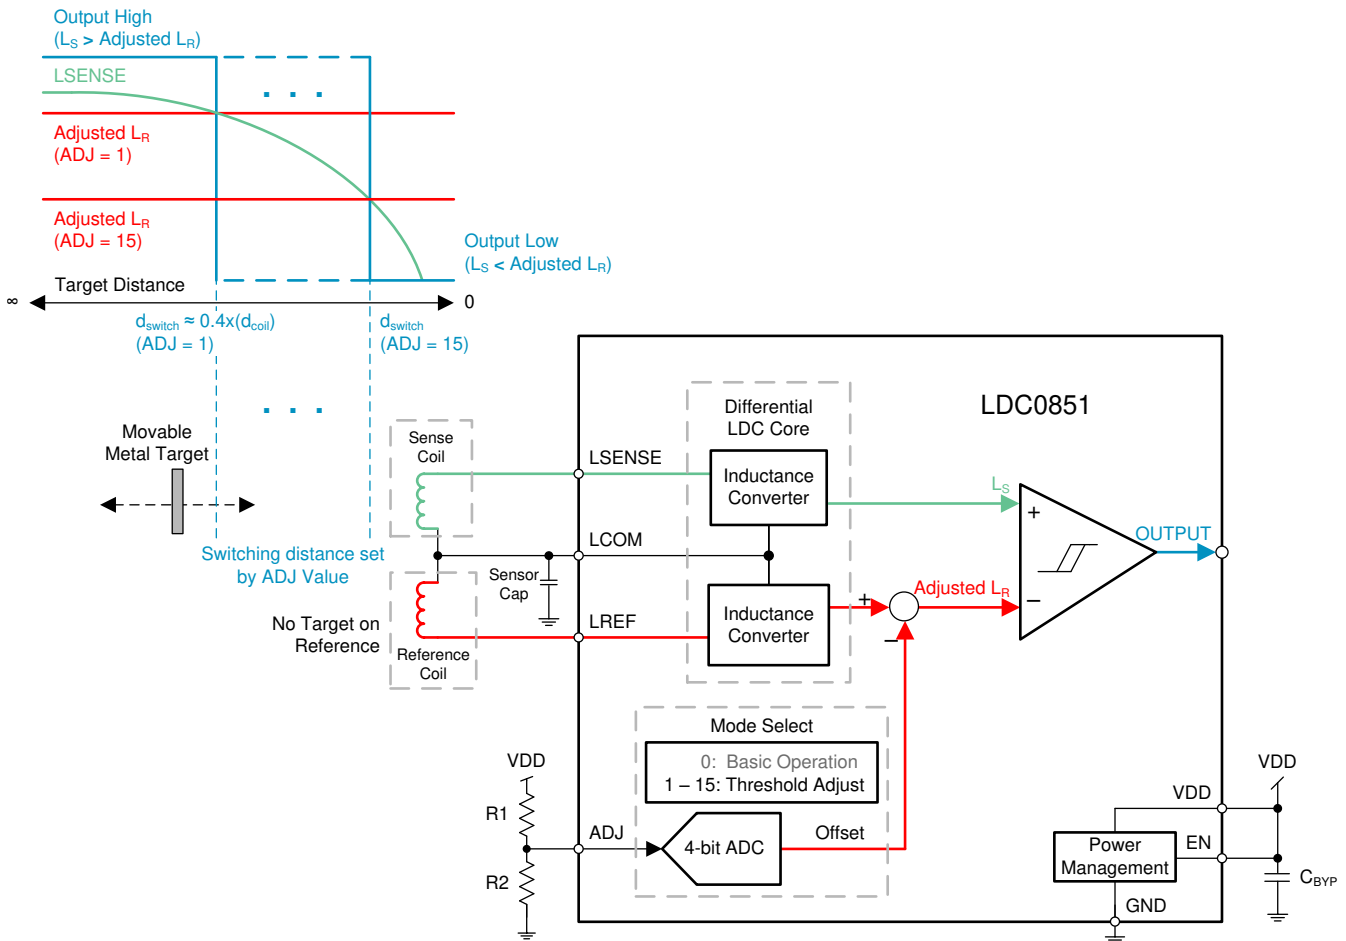 Output High
(LS > Adjusted LR)
LSENSE
. . .
Adjusted LR
(ADJ = 1)
Adjusted LR
(ADJ = 15)
Output Low
(LS < Adjusted LR)
Target Distance
∞
0
dswitch ≈ 0.4x(dcoil)
(ADJ = 1)
dswitch
(ADJ = 15)
. . .
Movable
Metal Target
Switching distance set
by ADJ Value
Sense
Coil
No Target on
Reference
Reference
Coil
Sensor
Cap
LSENSE
LCOM
LREF
Differential
LDC Core
Inductance
Converter
Inductance
Converter
LDC0851
LS
+
−
OUTPUT
+
−
Adjusted LR
Mode Select
0: Basic Operation
1 – 15: Threshold Adjust
4-bit ADC
Offset
VDD
R1
R2
ADJ
VDD
VDD
EN
Power
Management
GND
CBYP